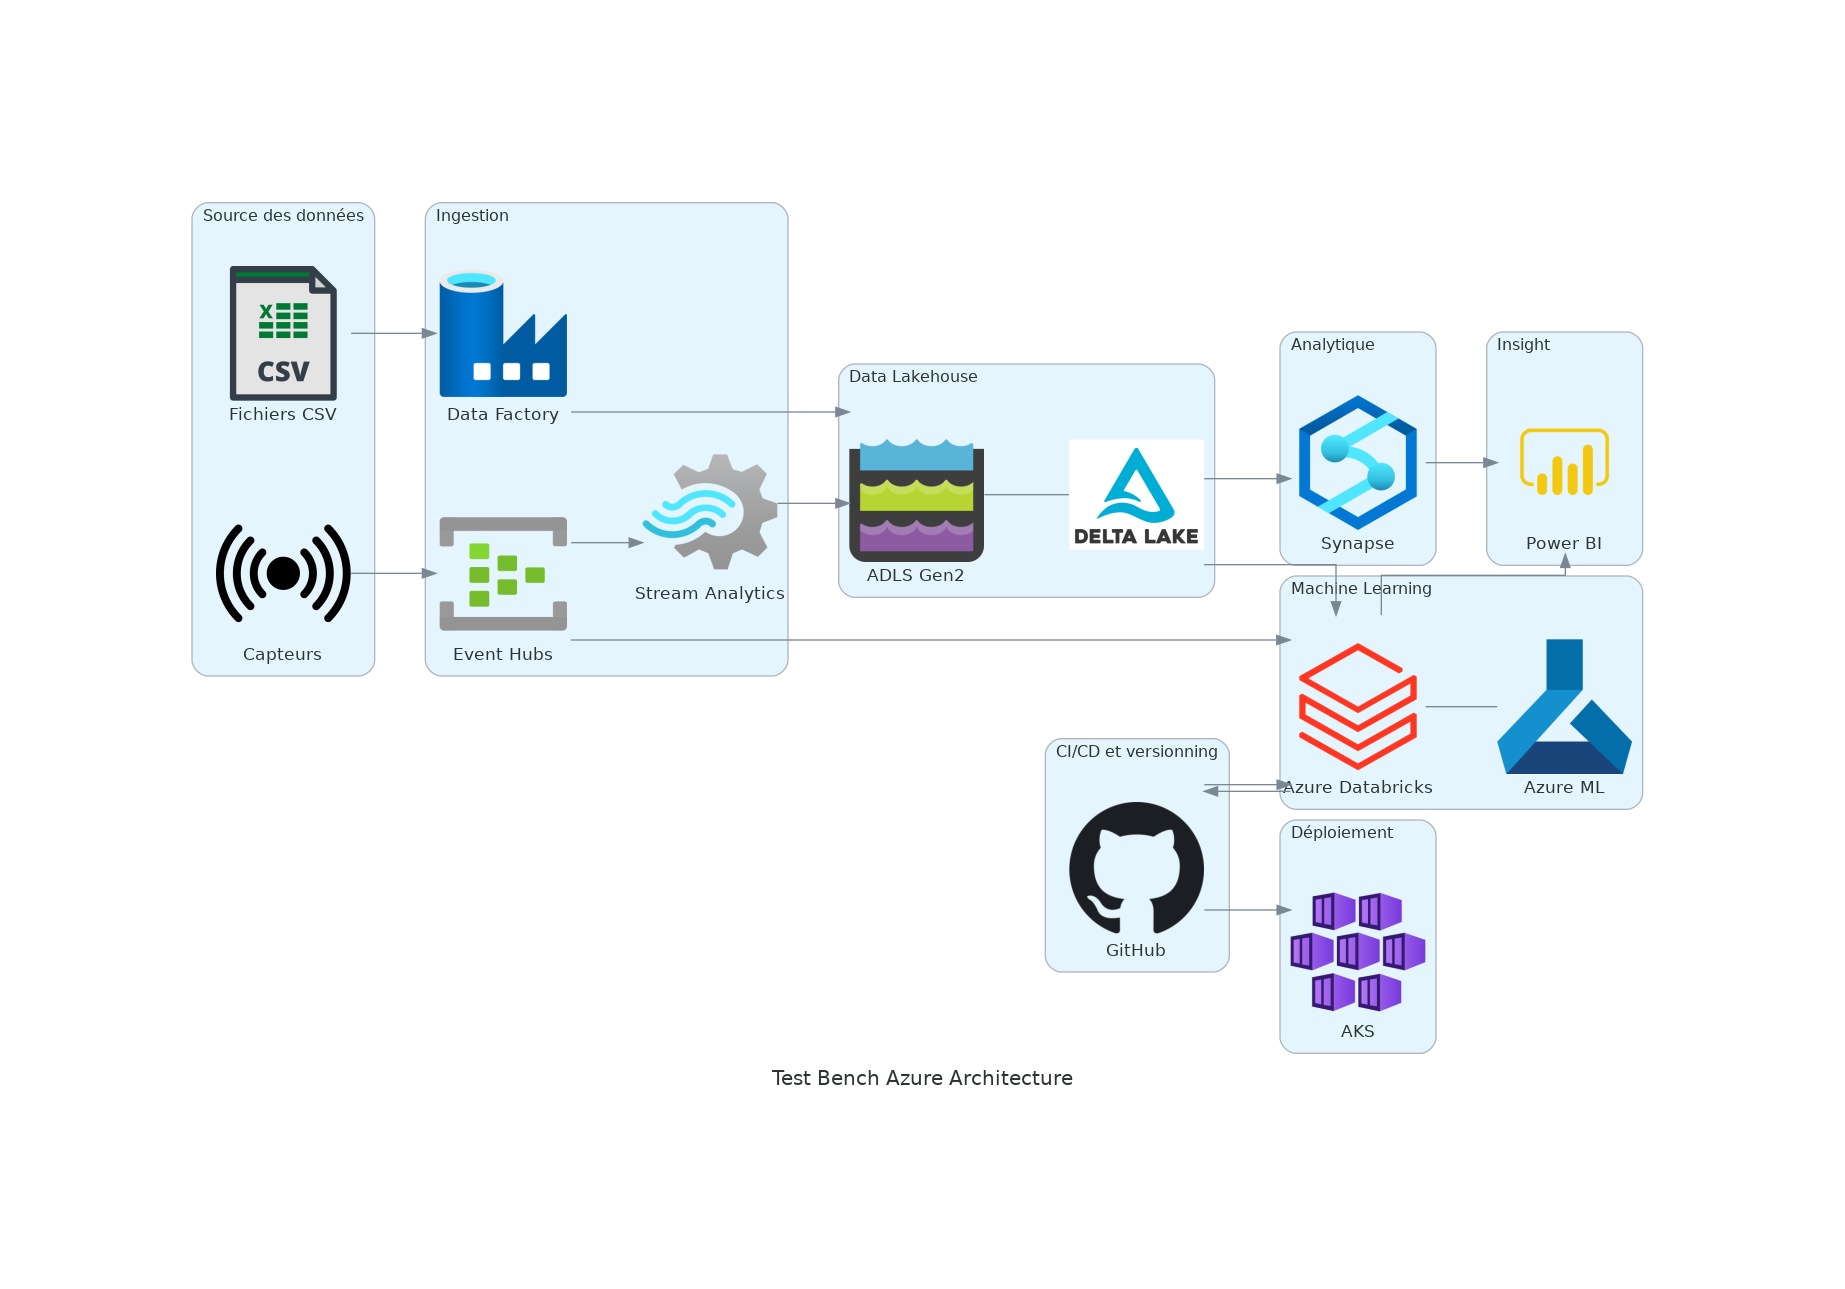 Source des données
CSV
Fichiers CSV
Capteurs
Ingestion
Data Factory
Stream Analytics
Event Hubs
Data Lakehouse
ADLS Gen2
DELTA LAKE
Analytique
Synapse
Insight
Power BI
Machine Learning
Azure Databricks
Azure ML
CI/CD et versionning
GitHub
Déploiement
AKS
Test Bench Azure Architecture